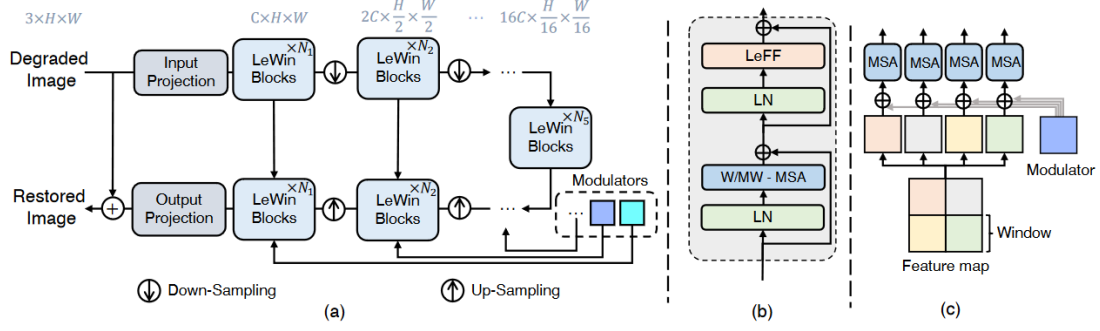 3×H×W
C×H×W
2C×H/2×W/2
...
16C×H/16×W/16
Degraded
Image
Input
Projection
LeWin ×N1
Blocks
LeWin ×N2
Blocks
...
LeWin ×N5
Blocks
Restored
Image
Output
Projection
LeWin ×N1
Blocks
LeWin ×N2
Blocks
...
Modulators
...
Down-Sampling
Up-Sampling
(a)
LeFF
LN
W/MW - MSA
LN
(b)
MSA
MSA
MSA
MSA
Modulator
Window
Feature map
(c)